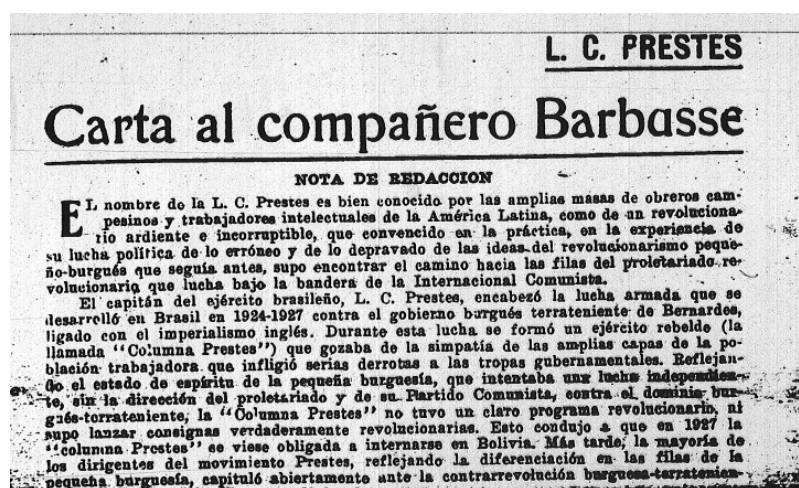 L. C. PRESTES
Carta al compañero Barbasse
NOTA DE REDACCION
EL nombre de la L. C. Prestes es bien conocido por las amplias masas de obreros cam-
pesinos y trabajadores intelectuales de la América Latina, como de un revoluciona-
rio ardiente e incorruptible, que convencido en la práctica, en la experiencia de
su lucha política de lo erróneo y de lo depravado de las ideas del revolucionarismo peque-
ño-burgués que seguía antes, supo encontrar el camino hacia las filas del proletariado re-
volucionario que lucha bajo la bandera de la Internacional Comunista.
El capitán del ejército brasileño, L. C. Prestes, encabezó la lucha armada que se
desarrolló en Brasil en 1924-1927 contra el gobierno burgués terrateniente de Bernardes,
ligado con el imperialismo inglés. Durante esta lucha se formó un ejército rebelde (la
llamada "Columna Prestes") que gozaba de la simpatía de las amplias capas de la po-
blación trabajadora que infligió serias derrotas a las tropas gubernamentales. Reflejan-
do el estado de espíritu de la pequeña burguesía, que intentaba una lucha independien-
te, sin la dirección del proletariado y de su Partido Comunista, contra el dominio bur-
gués-torrateniente, la "Columna Prestes" no tuvo un claro programa revolucionario, ni
supo lanzar consignas verdaderamente revolucionarias. Esto condujo a que en 1927 la
"columna Prestes" se viese obligada a internarse en Bolivia. Más tarde, la mayoría de
los dirigentes del movimiento Prestes, reflejando la diferenciación en las filas de la
pequeña burguesía, capituló abiertamente ante la contrarrevolución burguesa-terratenien-